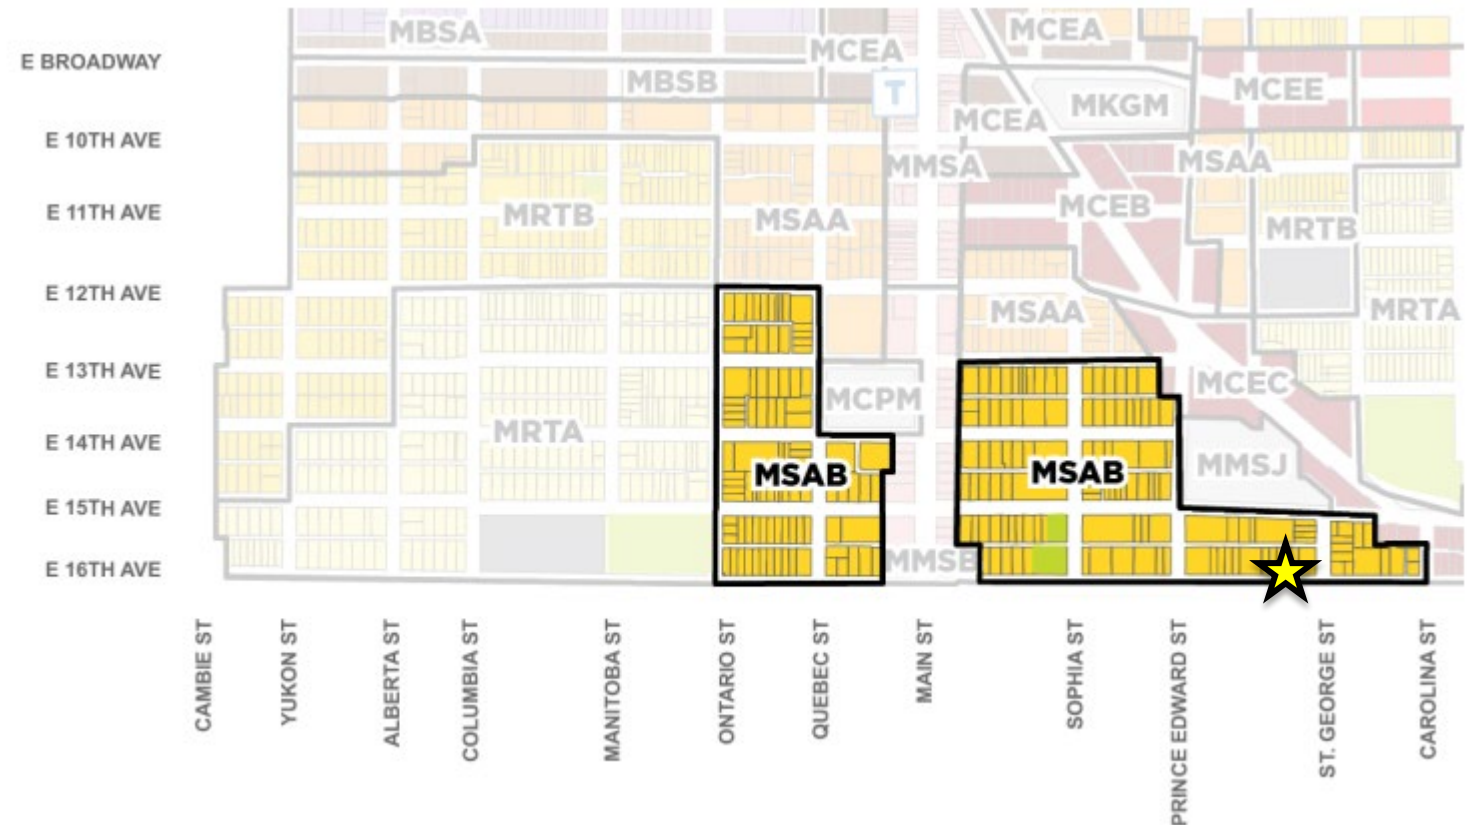 MBSA
MCEA
MCEA
E BROADWAY
MBSB
T
MCEE
MKGM
MCEA
E 10TH AVE
MMSA
MSAA
E 11TH AVE
MRTB
MSAA
MCEB
MRTB
E 12TH AVE
MSAA
MRTA
E 13TH AVE
MCPM
MCEC
E 14TH AVE
MRTA
MSAB
MSAB
MMSJ
E 15TH AVE
E 16TH AVE
MMSB
CAMBIE ST
YUKON ST
ALBERTA ST
COLUMBIA ST
MANITOBA ST
ONTARIO ST
QUEBEC ST
MAIN ST
SOPHIA ST
PRINCE EDWARD ST
ST. GEORGE ST
CAROLINA ST